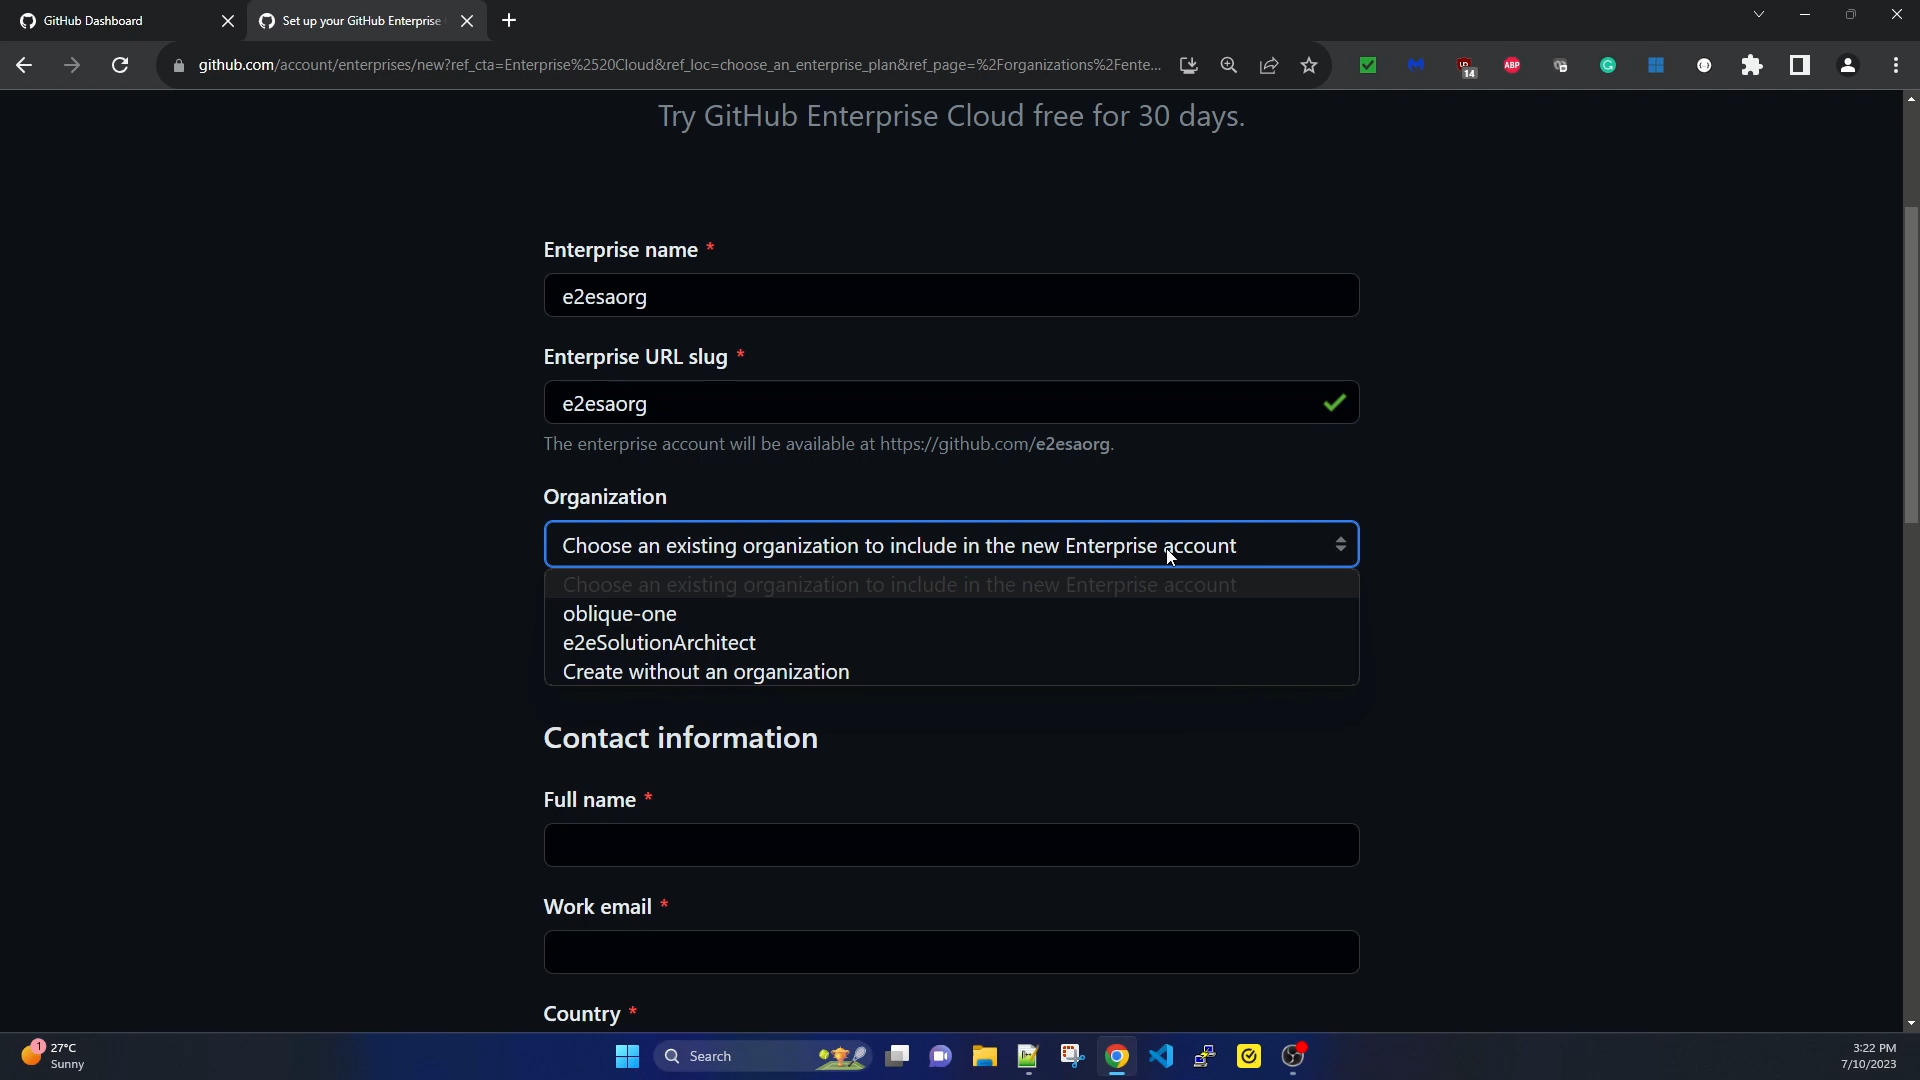 GitHub Dashboard
Set up your GitHub Enterprise
github.com/account/enterprises/new?ref_cta=Enterprise%2520Cloud&ref_loc=choose_an_enterprise_plan&ref_page=%2Forganizations%2Fente...
14
ABP
Try GitHub Enterprise Cloud free for 30 days.
Enterprise name *
e2esaorg
Enterprise URL slug *
e2esaorg
The enterprise account will be available at https://github.com/e2esaorg.
Organization
Choose an existing organization to include in the new Enterprise account
Choose an existing organization to include in the new Enterprise account
oblique-one
e2eSolutionArchitect
Create without an organization
Contact information
Full name *
Work email *
Country *
1
27°C
Sunny
Search
3:22 PM
7/10/2023